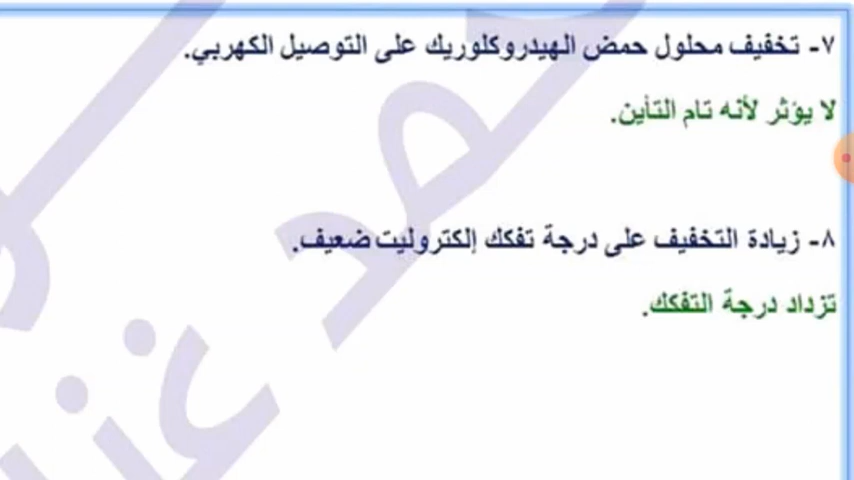 ٧- تخفيف محلول حمض الهيدروكلوريك على التوصيل الكهربي.
لا يؤثر لأنه تام التأين.
٨- زيادة التخفيف على درجة تفكك إلكتروليت ضعيف.
تزداد درجة التفكك.